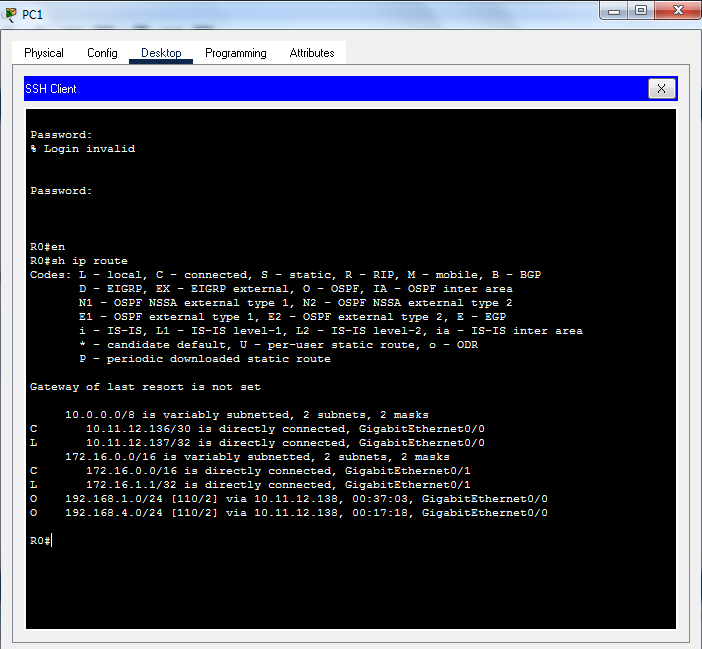 PC1
Physical Config Desktop Programming Attributes
SSH Client X
Password:
% Login invalid
Password:
R0#en
R0#sh ip route
Codes: L - local, C - connected, S - static, R - RIP, M - mobile, B - BGP
D - EIGRP, EX - EIGRP external, O - OSPF, IA - OSPF inter area
N1 - OSPF NSSA external type 1, N2 - OSPF NSSA external type 2
E1 - OSPF external type 1, E2 - OSPF external type 2, E - EGP
i - IS-IS, L1 - IS-IS level-1, L2 - IS-IS level-2, ia - IS-IS inter area
* - candidate default, U - per-user static route, o - ODR
P - periodic downloaded static route
Gateway of last resort is not set
10.0.0.0/8 is variably subnetted, 2 subnets, 2 masks
C 10.11.12.136/30 is directly connected, GigabitEthernet0/0
L 10.11.12.137/32 is directly connected, GigabitEthernet0/0
172.16.0.0/16 is variably subnetted, 2 subnets, 2 masks
C 172.16.0.0/16 is directly connected, GigabitEthernet0/1
L 172.16.1.1/32 is directly connected, GigabitEthernet0/1
O 192.168.1.0/24 [110/2] via 10.11.12.138, 00:37:03, GigabitEthernet0/0
O 192.168.4.0/24 [110/2] via 10.11.12.138, 00:17:18, GigabitEthernet0/0
R0#